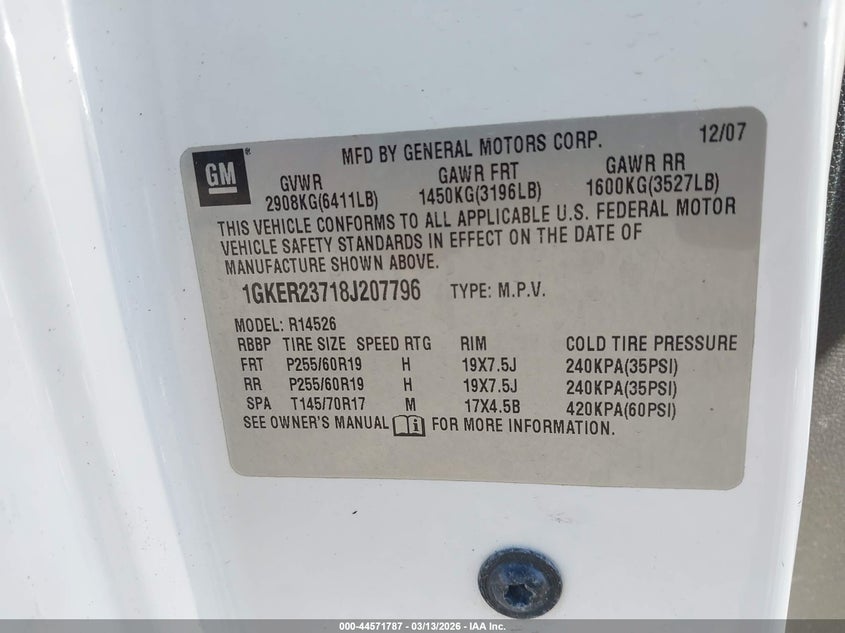 GM
MFD BY GENERAL MOTORS CORP. 12/07
GVWR GAWR FRT GAWR RR
2908KG(6411LB) 1450KG(3196LB) 1600KG(3527LB)
THIS VEHICLE CONFORMS TO ALL APPLICABLE U.S. FEDERAL MOTOR
VEHICLE SAFETY STANDARDS IN EFFECT ON THE DATE OF
MANUFACTURE SHOWN ABOVE.
1GKER23718J207796 TYPE: M.P.V.
MODEL: R14526
RBBP TIRE SIZE SPEED RTG RIM COLD TIRE PRESSURE
FRT P255/60R19 H 19X7.5J 240KPA(35PSI)
RR P255/60R19 H 19X7.5J 240KPA(35PSI)
SPA T145/70R17 M 17X4.5B 420KPA(60PSI)
SEE OWNER'S MANUAL FOR MORE INFORMATION.
000-44571787 - 03/13/2026 - IAA Inc.